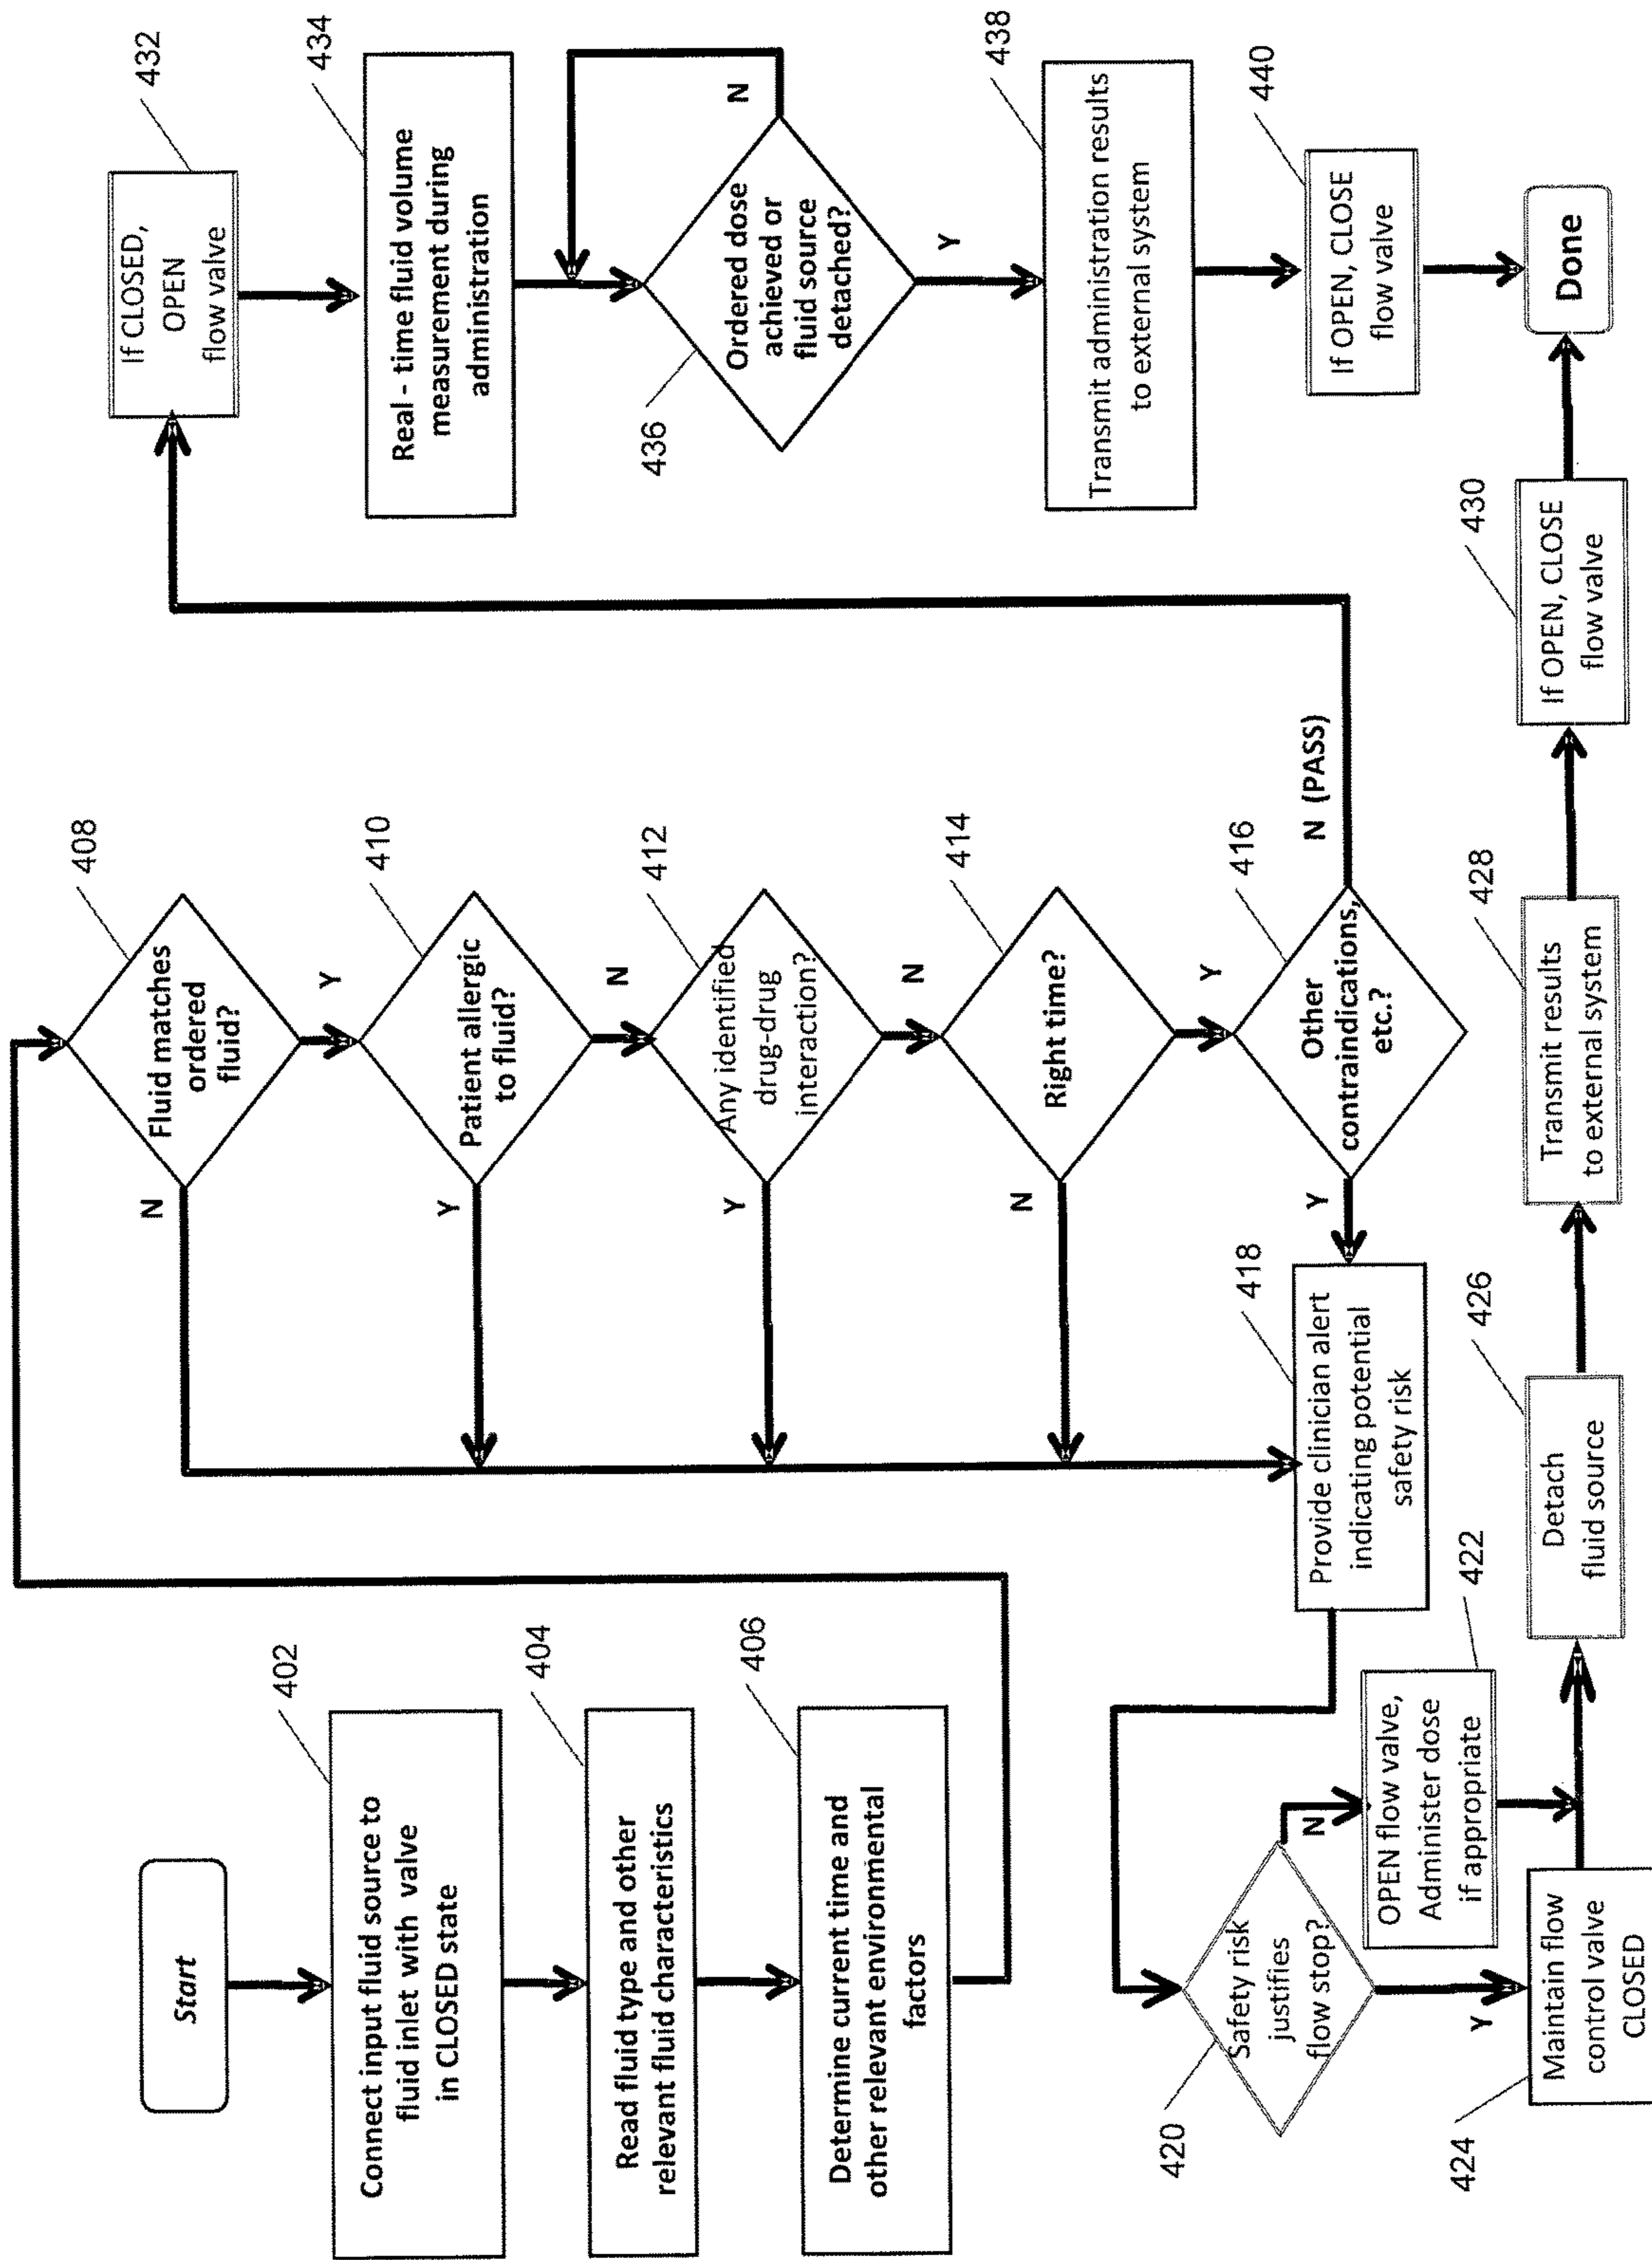 Start
402
Connect input fluid source to
fluid inlet with valve
in CLOSED state
404
Read fluid type and other
relevant fluid characteristics
406
Determine current time and
other relevant environmental
factors
408
Fluid matches
ordered
fluid?
N
Y
410
Patient allergic
to fluid?
Y
N
412
Any identified
drug-drug
interaction?
Y
N
414
Right time?
N
Y
416
Other
contraindications,
etc.?
Y
N (PASS)
418
Provide clinician alert
indicating potential
safety risk
420
Safety risk
justifies
flow stop?
N
Y
422
OPEN flow valve,
Administer dose
if appropriate
424
Maintain flow
control valve
CLOSED
426
Detach
fluid source
428
Transmit results
to external system
430
If OPEN, CLOSE
flow valve
432
If CLOSED,
OPEN
flow valve
434
Real - time fluid volume
measurement during
administration
436
Ordered dose
achieved or
fluid source
detached?
N
Y
438
Transmit administration results
to external system
440
If OPEN, CLOSE
flow valve
Done